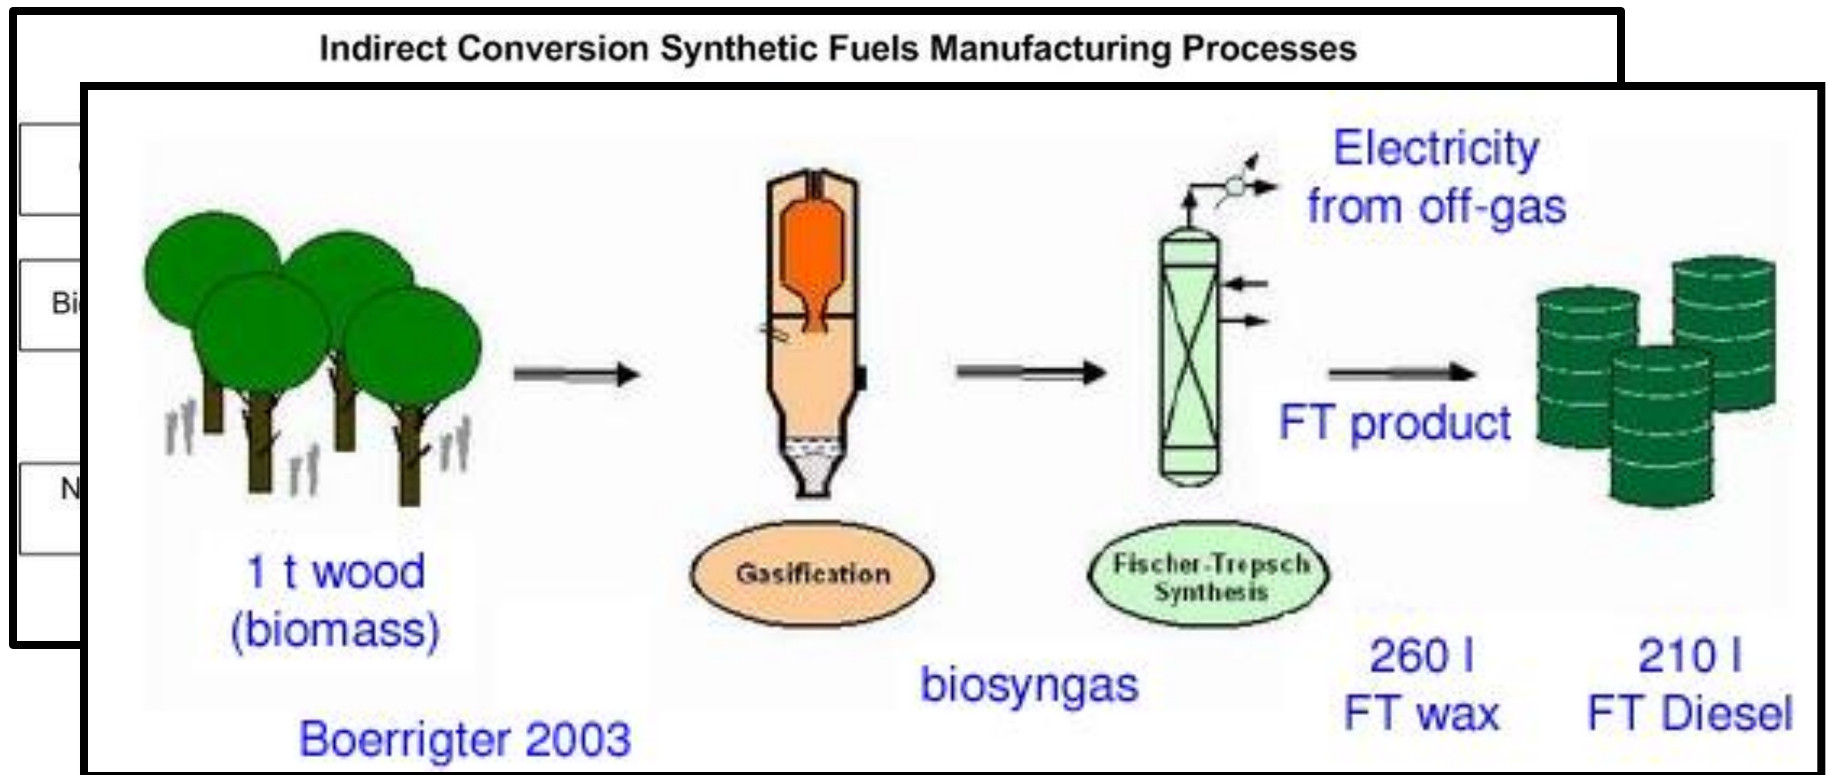 Indirect Conversion Synthetic Fuels Manufacturing Processes
Electricity
from off-gas
FT product
Gasification
Fischer-Trepsch
Synthesis
1 t wood
(biomass)
biosyngas
260 l
FT wax
210 l
FT Diesel
Boerrigter 2003